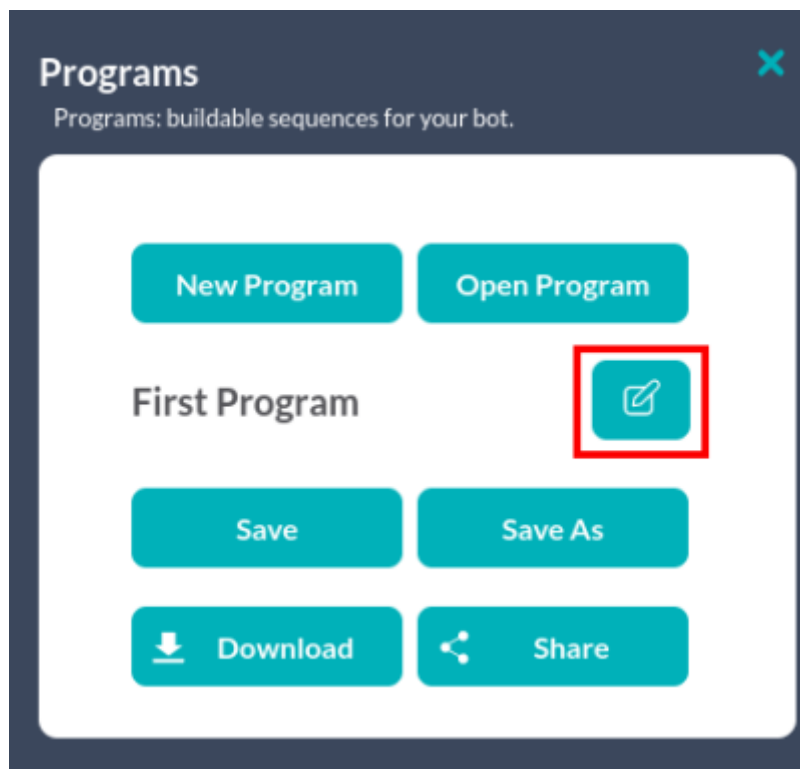 Programs
Programs: buildable sequences for your bot.
New Program
Open Program
First Program
Save
Save As
Download
Share